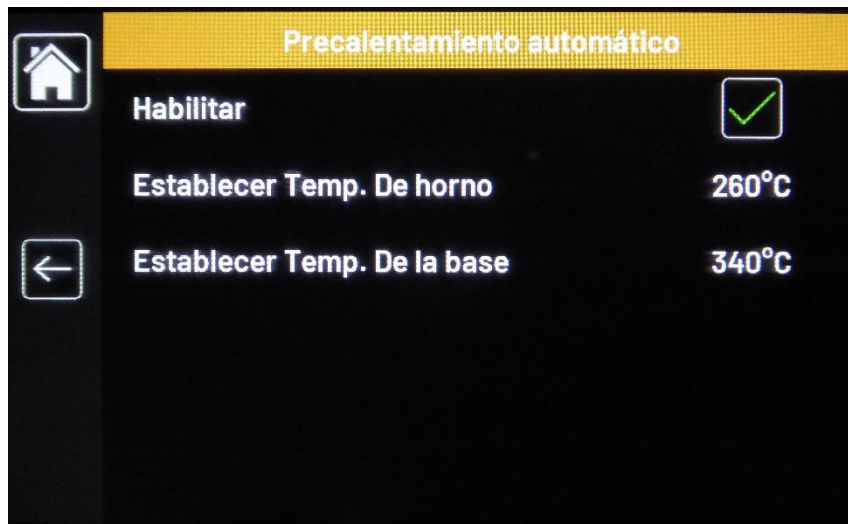 Precalentamiento automático
Habilitar
Establecer Temp. De horno 260°C
Establecer Temp. De la base 340°C